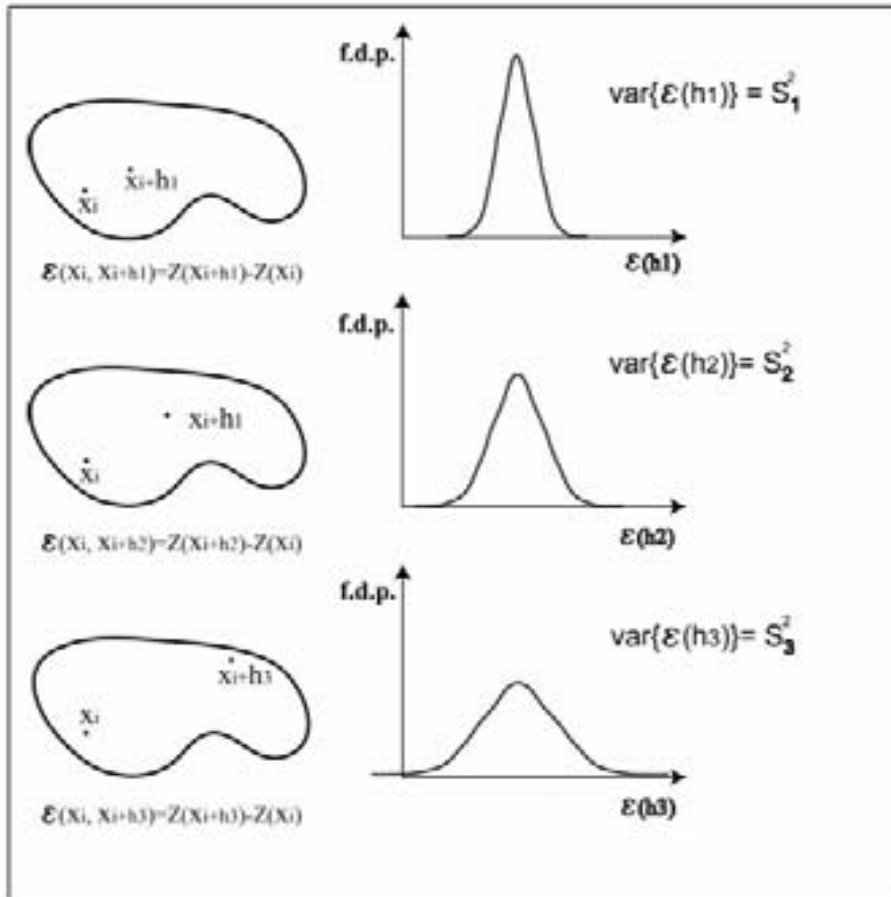 f.d.p.
var{ε(h1)} = S₁²
xi+h1
xi
ε(h1)
ε(xi, xi+h1)=Z(xi+h1)-Z(xi)
f.d.p.
var{ε(h2)}= S₂²
xi+h1
xi
ε(h2)
ε(xi, xi+h2)=Z(xi+h2)-Z(xi)
f.d.p.
var{ε(h3)}= S₃²
xi+h3
xi
ε(h3)
ε(xi, xi+h3)=Z(xi+h3)-Z(xi)